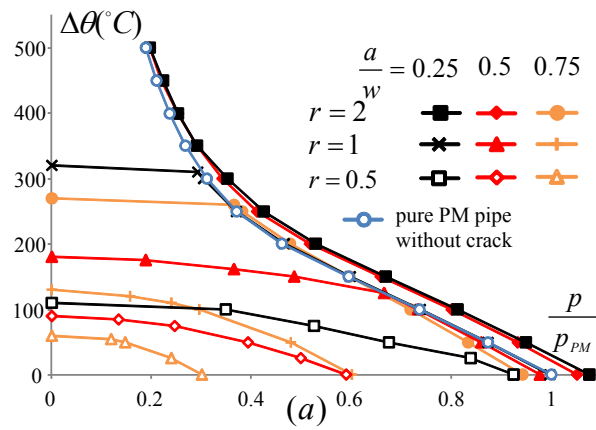 Δθ(°C)
500
400
300
200
100
0
0
0.2
0.4
0.6
0.8
1
a/w = 0.25 0.5 0.75
r = 2
r = 1
r = 0.5
pure PM pipe
without crack
p/p_PM
(a)